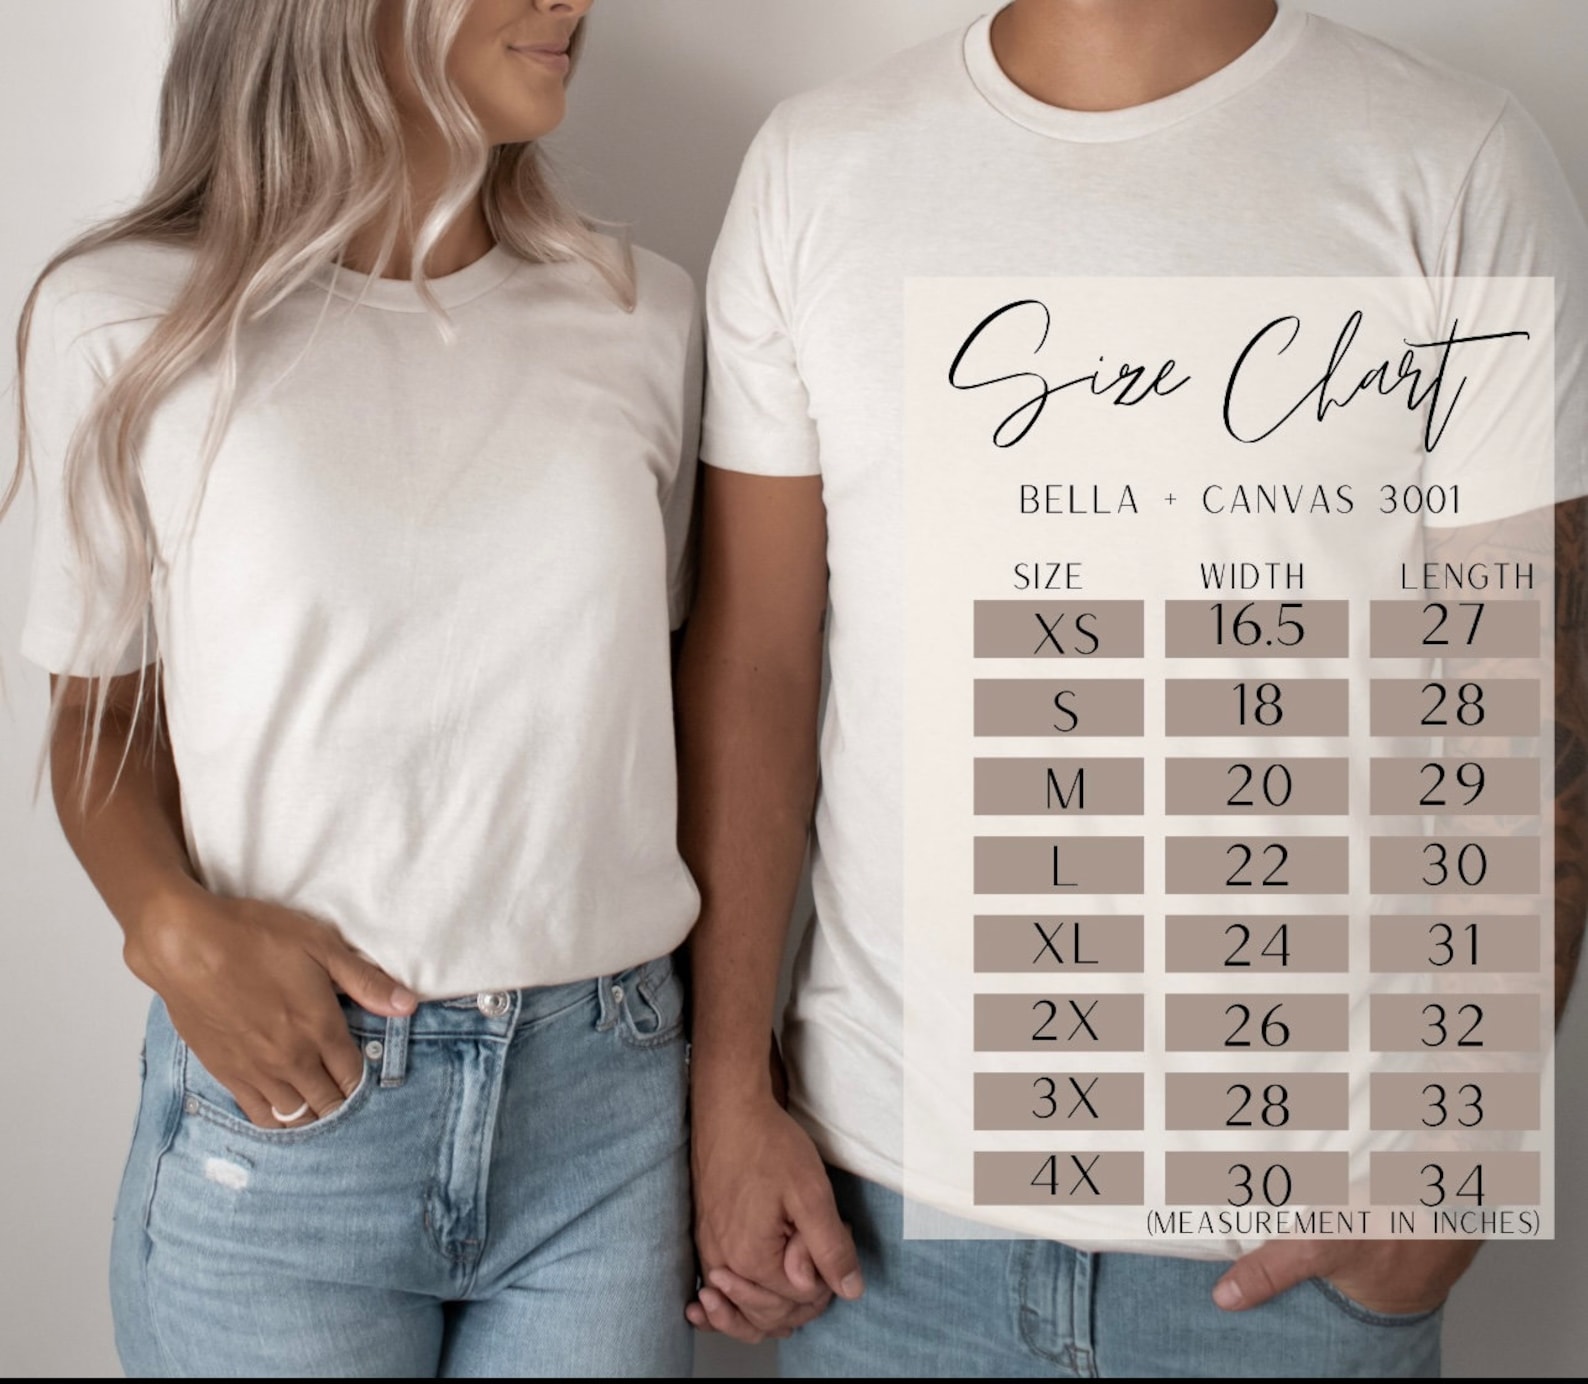 Size Chart
BELLA + CANVAS 3001
SIZE WIDTH LENGTH
XS 16.5 27
S 18 28
M 20 29
L 22 30
XL 24 31
2X 26 32
3X 28 33
4X 30 34
(MEASUREMENT IN INCHES)